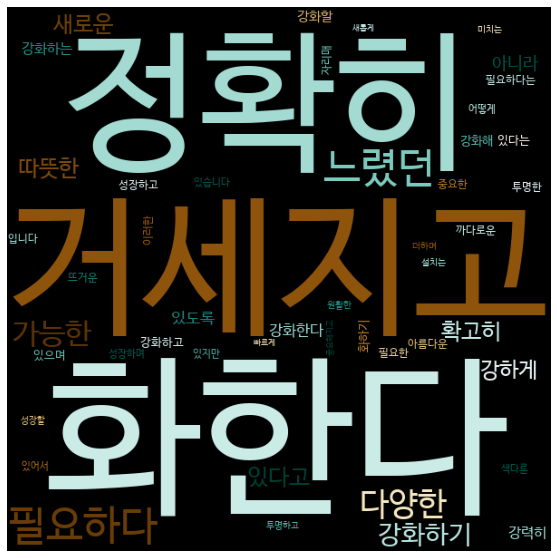 강화할
새로운
새롭게
미치는
강화하는
정확히
자리매
아니라
필요하다는
어떻게
강화해
있다는
따뜻한
느렸던
성장하고
있습니다
중요한
투명한
거세지고
이러한
입니다
까다로운
더하며
설치는
뜨거운
있도록
원활한
가능한
강화한다
확고히
강화하고
빠르게
화하기
필요한
아름다운
있으며
성장하며
있지만
강하게
화한다
성장할
있어서
있다고
색다른
다양한
필요하다
투명하고
강화하기
강력히